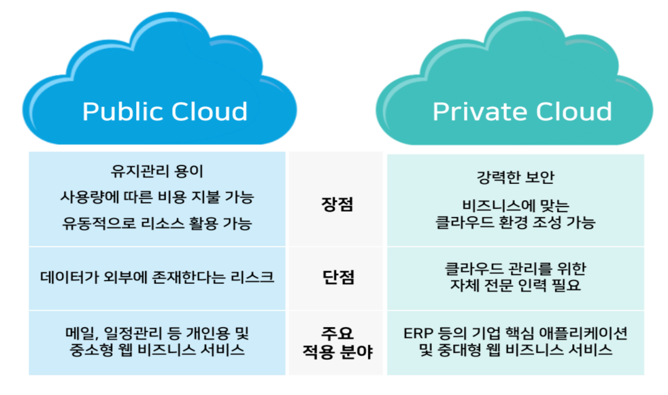 Public Cloud
Private Cloud
유지관리 용이
사용량에 따른 비용 지불 가능
유동적으로 리소스 활용 가능
장점
강력한 보안
비즈니스에 맞는
클라우드 환경 조성 가능
데이터가 외부에 존재한다는 리스크
단점
클라우드 관리를 위한
자체 전문 인력 필요
메일, 일정관리 등 개인용 및
중소형 웹 비즈니스 서비스
주요
적용 분야
ERP 등의 기업 핵심 애플리케이션
및 중대형 웹 비즈니스 서비스